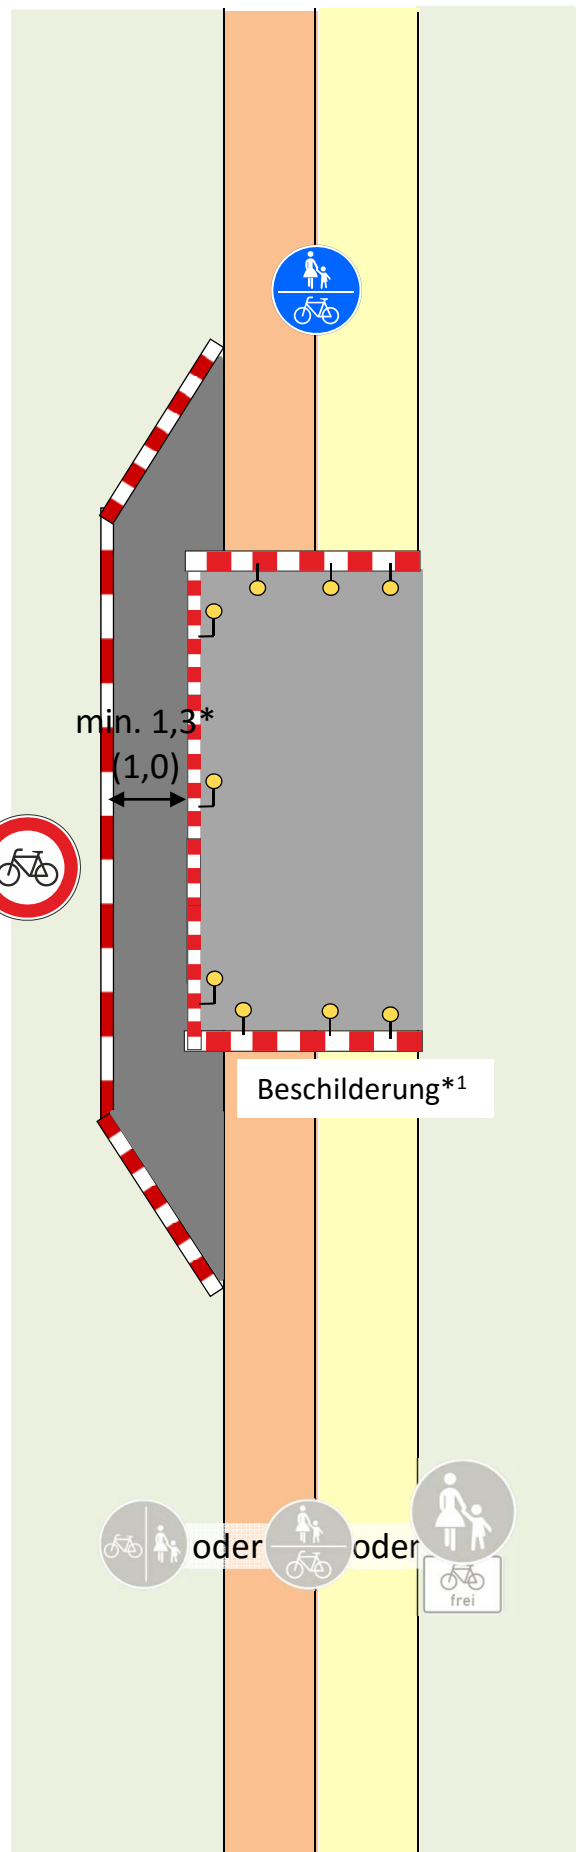 min. 1,3*
(1,0)
Beschilderung*¹
oder oder
frei